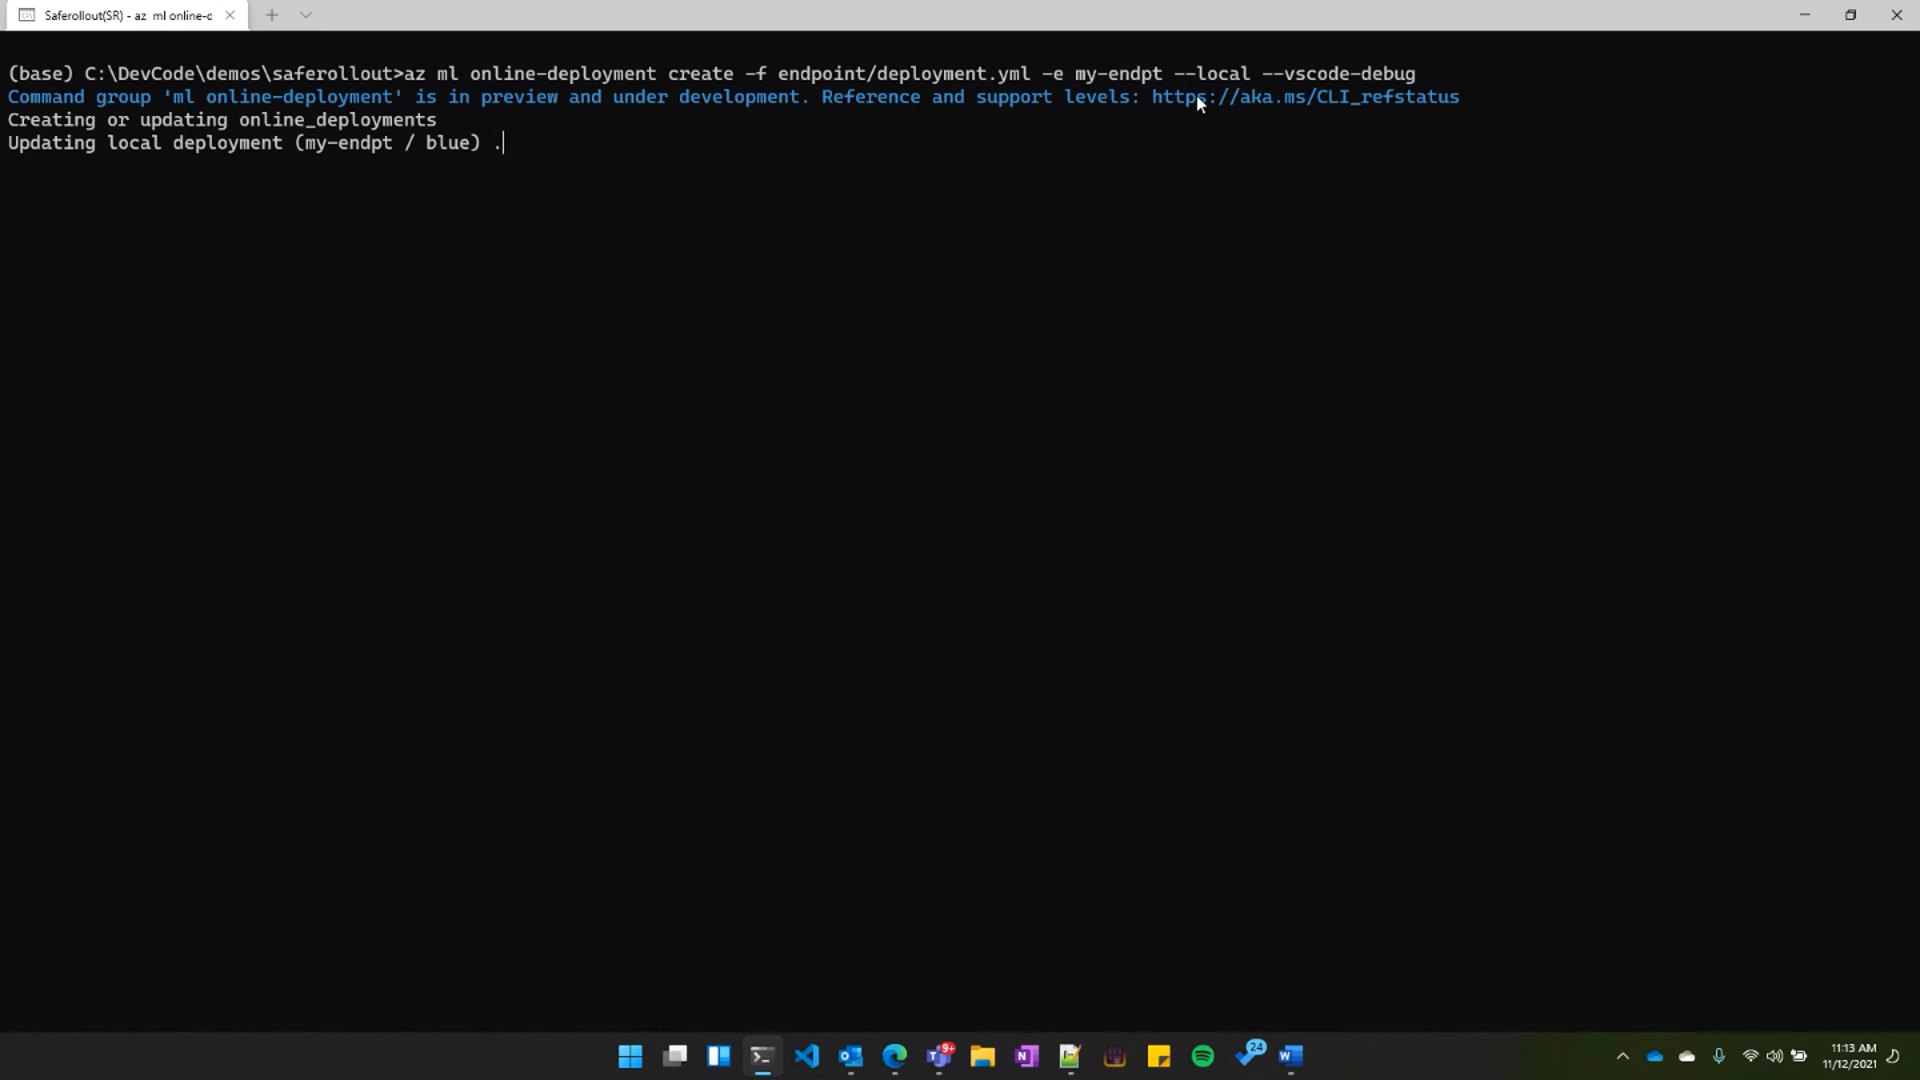 Saferollout(SR) - az ml online-d
(base) C:\DevCode\demos\saferollout>az ml online-deployment create -f endpoint/deployment.yml -e my-endpt --local --vscode-debug
Command group 'ml online-deployment' is in preview and under development. Reference and support levels: https://aka.ms/CLI_refstatus
Creating or updating online_deployments
Updating local deployment (my-endpt / blue) .
9+
24
11:13 AM
11/12/2021